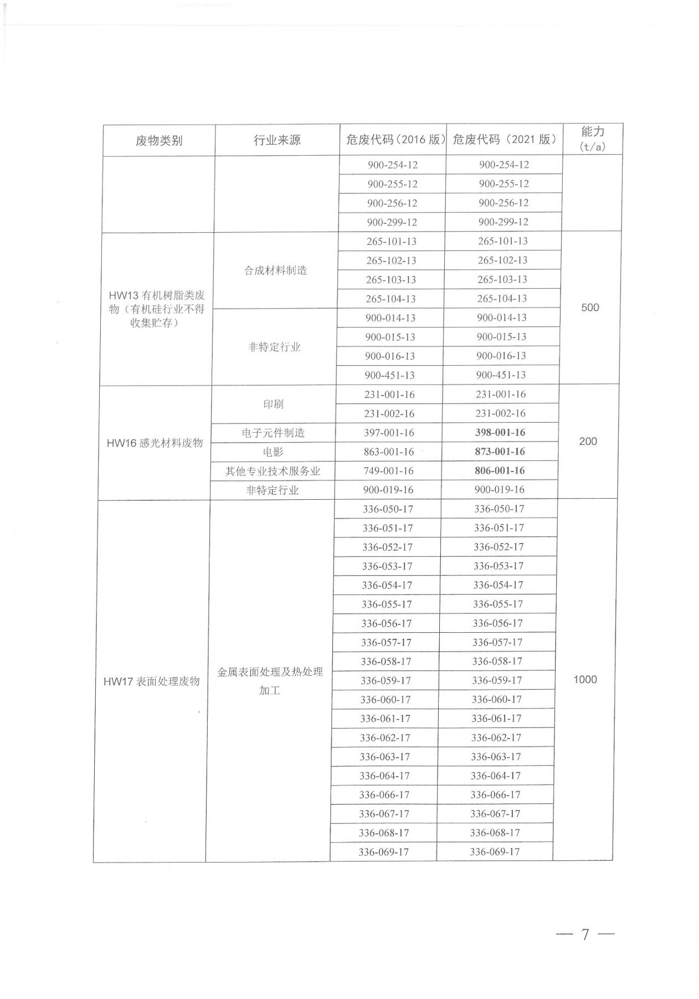 废物类别 行业来源 危废代码（2016 版） 危废代码（2021 版） 能力
(t/a)
900-254-12 900-254-12
900-255-12 900-255-12
900-256-12 900-256-12
900-299-12 900-299-12
HW13 有机树脂类废
物（有机硅行业不得
收集贮存）
合成材料制造
265-101-13 265-101-13
265-102-13 265-102-13
265-103-13 265-103-13
265-104-13 265-104-13
非特定行业
900-014-13 900-014-13
900-015-13 900-015-13
900-016-13 900-016-13
900-451-13 900-451-13
500
HW16 感光材料废物
印刷
231-001-16 231-001-16
231-002-16 231-002-16
电子元件制造 397-001-16 398-001-16
电影 863-001-16 873-001-16
其他专业技术服务业 749-001-16 806-001-16
非特定行业 900-019-16 900-019-16
200
HW17 表面处理废物
金属表面处理及热处理
加工
336-050-17 336-050-17
336-051-17 336-051-17
336-052-17 336-052-17
336-053-17 336-053-17
336-054-17 336-054-17
336-055-17 336-055-17
336-056-17 336-056-17
336-057-17 336-057-17
336-058-17 336-058-17
336-059-17 336-059-17
336-060-17 336-060-17
336-061-17 336-061-17
336-062-17 336-062-17
336-063-17 336-063-17
336-064-17 336-064-17
336-066-17 336-066-17
336-067-17 336-067-17
336-068-17 336-068-17
336-069-17 336-069-17
1000
— 7 —